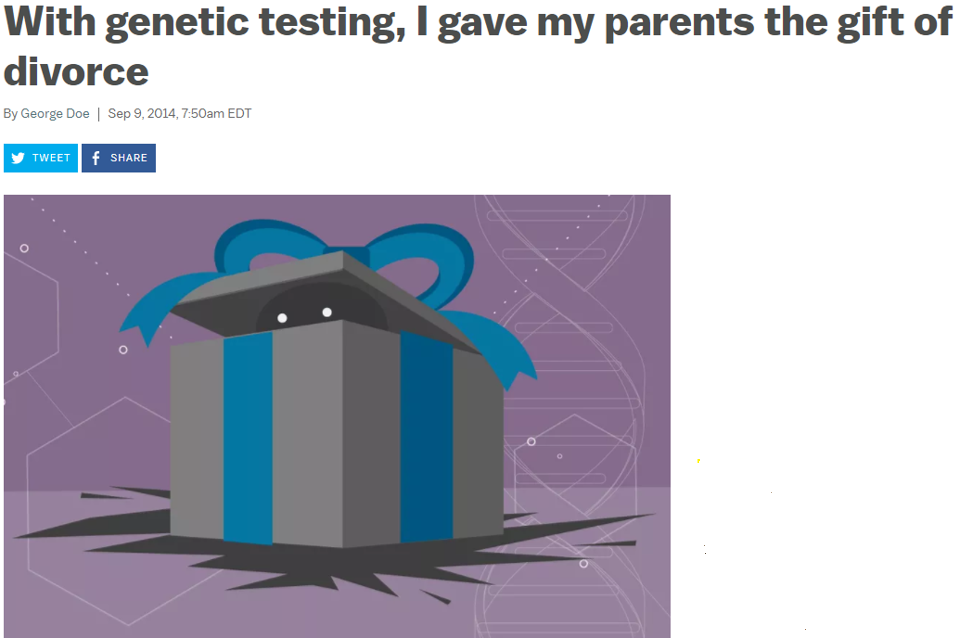 With genetic testing, I gave my parents the gift of
divorce
By George Doe | Sep 9, 2014, 7:50am EDT
TWEET SHARE